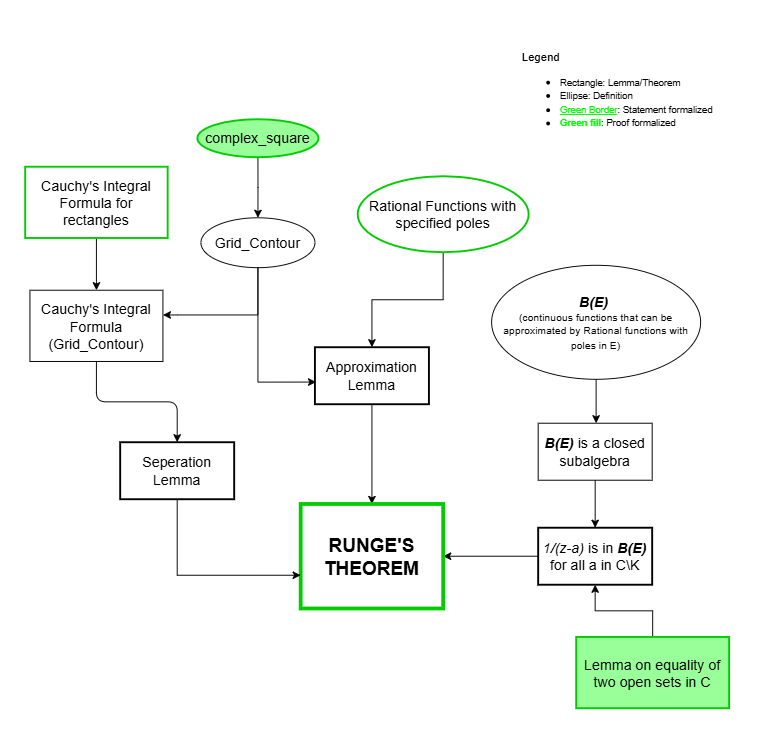 Legend
Rectangle: Lemma/Theorem
Ellipse: Definition
Green Border: Statement formalized
Green fill: Proof formalized
complex_square
Cauchy's Integral
Formula for
rectangles
Rational Functions with
specified poles
Grid_Contour
Cauchy's Integral
Formula
(Grid_Contour)
B(E)
(continuous functions that can be
approximated by Rational functions with
poles in E)
Approximation
Lemma
B(E) is a closed
subalgebra
Seperation
Lemma
RUNGE'S
THEOREM
1/(z-a) is in B(E)
for all a in C\K
Lemma on equality of
two open sets in C